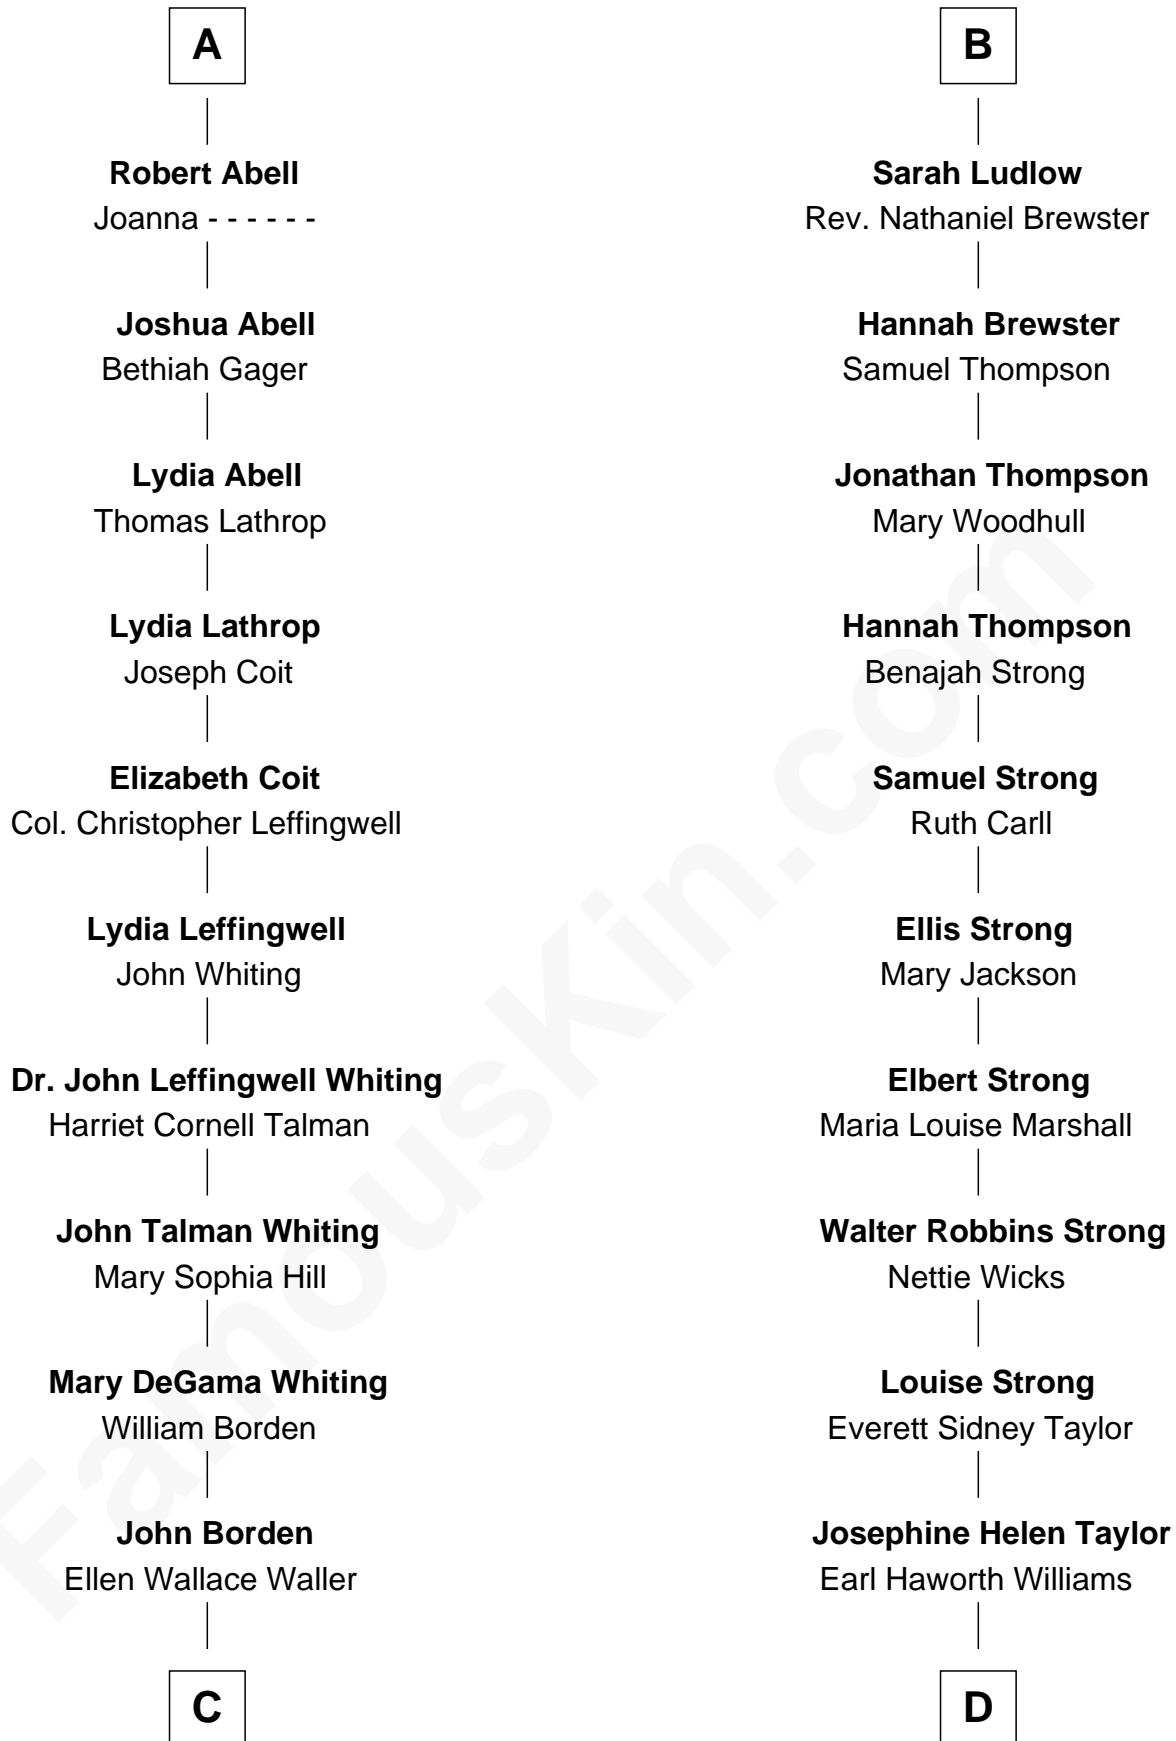 A
Robert Abell
Joanna - - - - - -
Joshua Abell
Bethiah Gager
Lydia Abell
Thomas Lathrop
Lydia Lathrop
Joseph Coit
Elizabeth Coit
Col. Christopher Leffingwell
Lydia Leffingwell
John Whiting
Dr. John Leffingwell Whiting
Harriet Cornell Talman
John Talman Whiting
Mary Sophia Hill
Mary DeGama Whiting
William Borden
John Borden
Ellen Wallace Waller
C
B
Sarah Ludlow
Rev. Nathaniel Brewster
Hannah Brewster
Samuel Thompson
Jonathan Thompson
Mary Woodhull
Hannah Thompson
Benajah Strong
Samuel Strong
Ruth Carll
Ellis Strong
Mary Jackson
Elbert Strong
Maria Louise Marshall
Walter Robbins Strong
Nettie Wicks
Louise Strong
Everett Sidney Taylor
Josephine Helen Taylor
Earl Haworth Williams
D
FamousKin.com